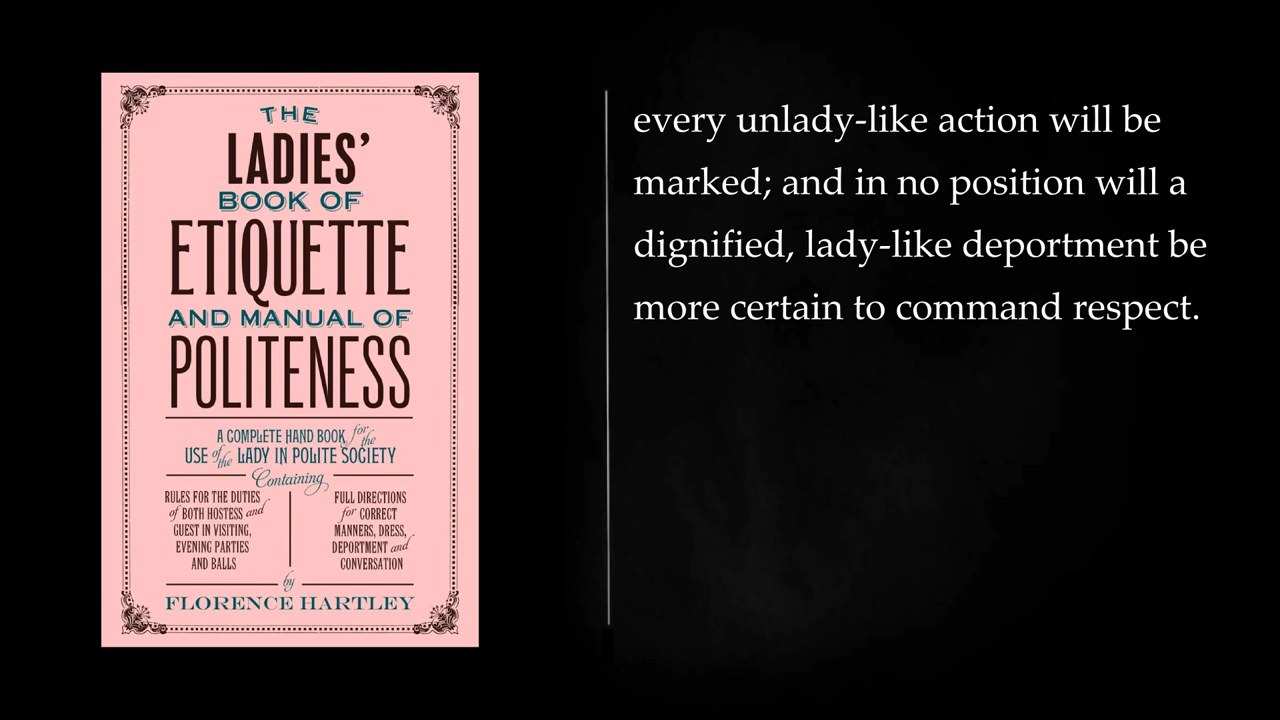 THE
LADIES'
BOOK OF
ETIQUETTE
AND MANUAL OF
POLITENESS
A COMPLETE HAND BOOK for the
USE of the LADY IN POLITE SOCIETY
Containing
RULES FOR THE DUTIES
of BOTH HOSTESS and
GUEST IN VISITING,
EVENING PARTIES
AND BALLS
FULL DIRECTIONS
for CORRECT
MANNERS, DRESS,
DEPORTMENT and
CONVERSATION
by
FLORENCE HARTLEY
every unlady-like action will be
marked; and in no position will a
dignified, lady-like deportment be
more certain to command respect.